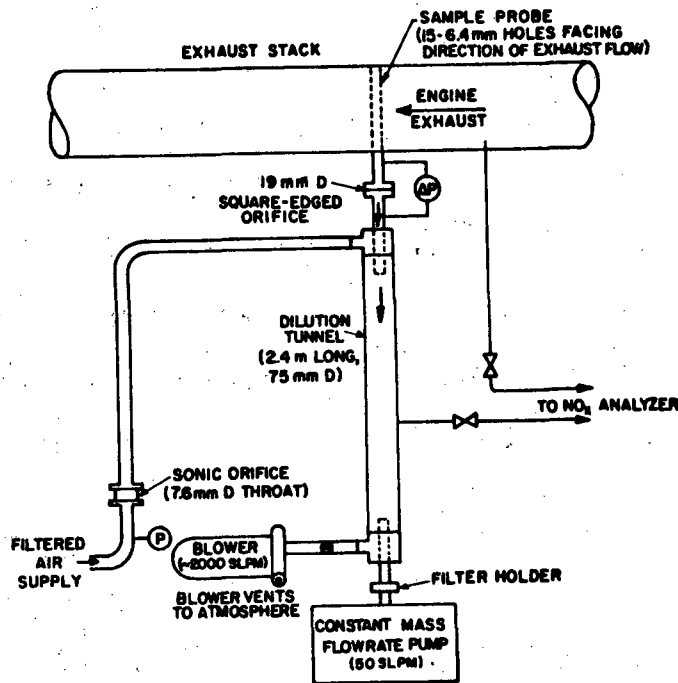 EXHAUST STACK
SAMPLE PROBE
(15-6.4mm HOLES FACING
DIRECTION OF EXHAUST FLOW)
ENGINE
EXHAUST
19mm D
SQUARE-EDGED
ORIFICE
ΔP
DILUTION
TUNNEL
(2.4 m LONG,
75 mm D)
TO NOx ANALYZER
SONIC ORIFICE
(7.6mm D THROAT)
P
FILTERED
AIR
SUPPLY
BLOWER
(~2000 SLPM)
BLOWER VENTS
TO ATMOSPHERE
FILTER HOLDER
CONSTANT MASS
FLOWRATE PUMP
(50 SLPM)